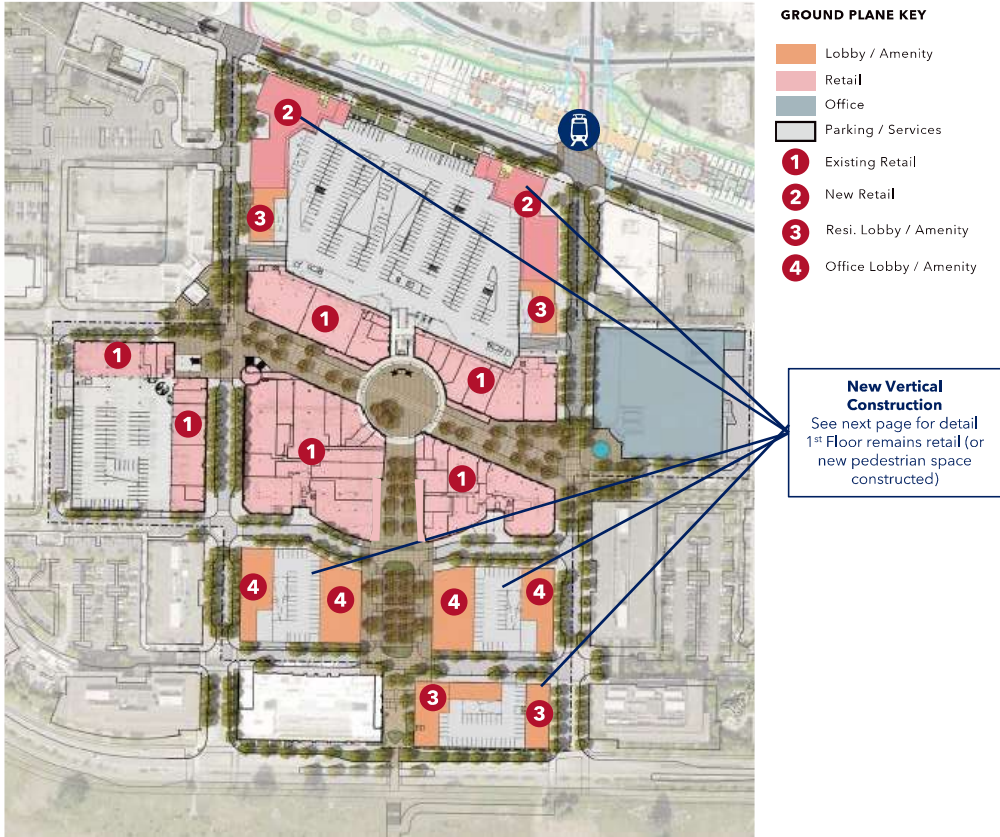 GROUND PLANE KEY
Lobby / Amenity
Retail
Office
Parking / Services
1 Existing Retail
2 New Retail
3 Resi. Lobby / Amenity
4 Office Lobby / Amenity
2
2
3
3
1
1
1
1
1
1
New Vertical
Construction
See next page for detail
1st Floor remains retail (or
new pedestrian space
constructed)
4
4
4
4
3
3